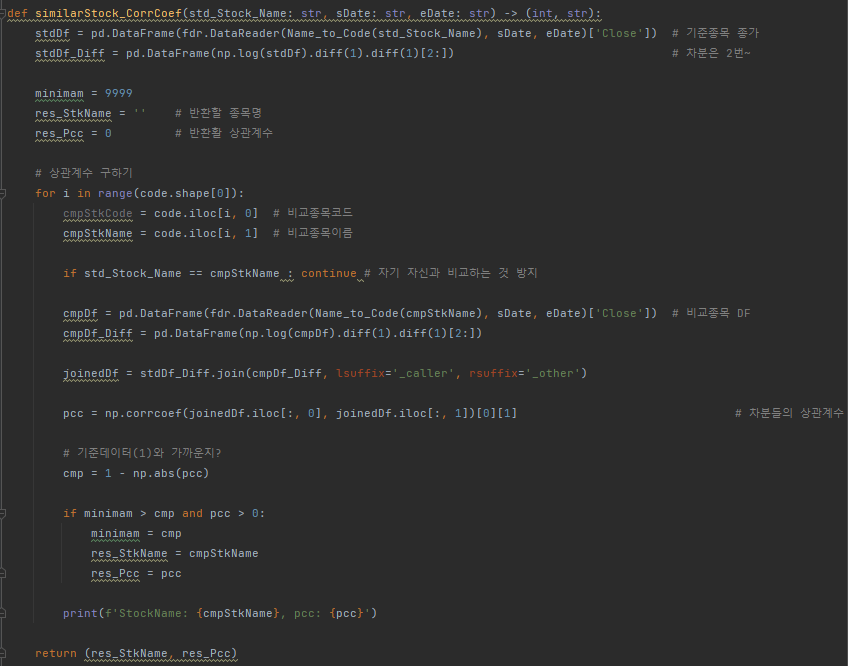 def similarStock_CorrCoef(std_Stock_Name: str, sDate: str, eDate: str) -> (int, str):
    stdDf = pd.DataFrame(fdr.DataReader(Name_to_Code(std_Stock_Name), sDate, eDate)['Close'])  # 기준종목 종가
    stdDf_Diff = pd.DataFrame(np.log(stdDf).diff(1).diff(1)[2:])                               # 차분은 2번~
    minimam = 9999
    res_StkName = ''    # 반환할 종목명
    res_Pcc = 0         # 반환활 상관계수
    # 상관계수 구하기
    for i in range(code.shape[0]):
        cmpStkCode = code.iloc[i, 0]  # 비교종목코드
        cmpStkName = code.iloc[i, 1]  # 비교종목이름
        if std_Stock_Name == cmpStkName : continue # 자기 자신과 비교하는 것 방지
        cmpDf = pd.DataFrame(fdr.DataReader(Name_to_Code(cmpStkName), sDate, eDate)['Close'])  # 비교종목 DF
        cmpDf_Diff = pd.DataFrame(np.log(cmpDf).diff(1).diff(1)[2:])
        joinedDf = stdDf_Diff.join(cmpDf_Diff, lsuffix='_caller', rsuffix='_other')
        pcc = np.corrcoef(joinedDf.iloc[:, 0], joinedDf.iloc[:, 1])[0][1]                               # 차분들의 상관계수
        # 기준데이터(1)와 가까운지?
        cmp = 1 - np.abs(pcc)
        if minimam > cmp and pcc > 0:
            minimam = cmp
            res_StkName = cmpStkName
            res_Pcc = pcc
        print(f'StockName: {cmpStkName}, pcc: {pcc}')
    return (res_StkName, res_Pcc)